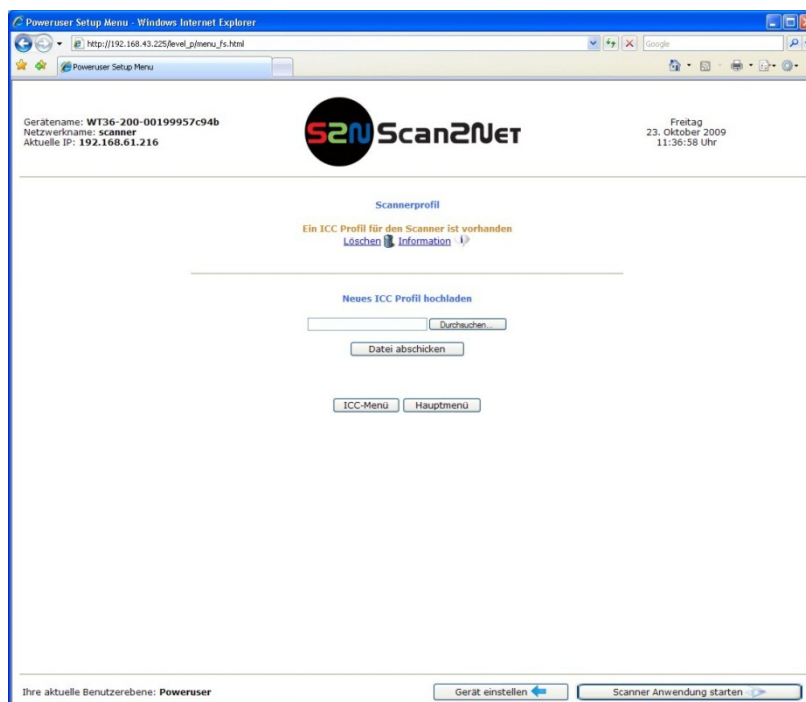 Poweruser Setup Menu - Windows Internet Explorer
http://192.168.43.225/level_p/menu_fs.html
Google
Poweruser Setup Menu
Gerätename: WT36-200-00199957c94b
Netzwerkname: scanner
Aktuelle IP: 192.168.61.216
S2N Scan2Net
Freitag
23. Oktober 2009
11:36:58 Uhr
Scannerprofil
Ein ICC Profil für den Scanner ist vorhanden
Löschen Information
Neues ICC Profil hochladen
Durchsuchen...
Datei abschicken
ICC-Menü Hauptmenü
Ihre aktuelle Benutzerebene: Poweruser
Gerät einstellen
Scanner Anwendung starten